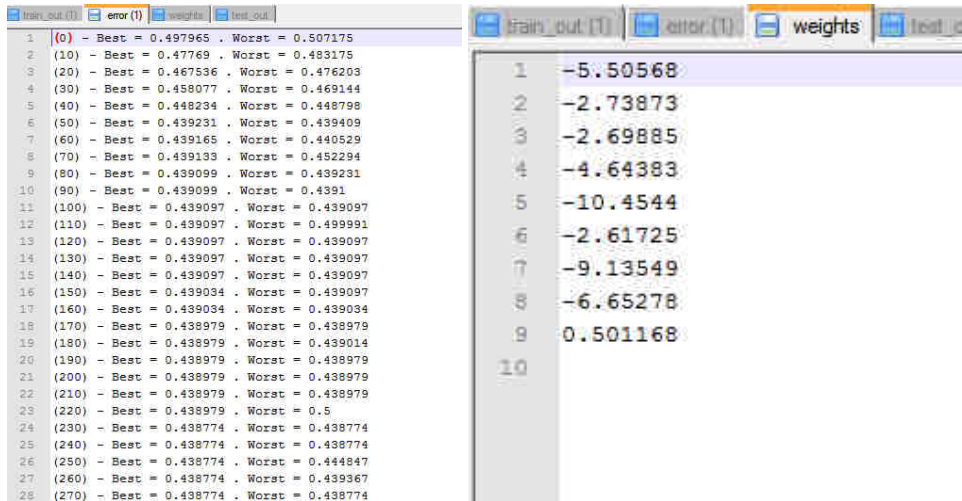 train_out (1) error (1) weights test_out
1 (0) - Best = 0.497965 . Worst = 0.507175
2 (10) - Best = 0.47769 . Worst = 0.483175
3 (20) - Best = 0.467536 . Worst = 0.476203
4 (30) - Best = 0.458077 . Worst = 0.469144
5 (40) - Best = 0.448234 . Worst = 0.448798
6 (50) - Best = 0.439231 . Worst = 0.439409
7 (60) - Best = 0.439165 . Worst = 0.440529
8 (70) - Best = 0.439133 . Worst = 0.452294
9 (80) - Best = 0.439099 . Worst = 0.439231
10 (90) - Best = 0.439099 . Worst = 0.4391
11 (100) - Best = 0.439097 . Worst = 0.439097
12 (110) - Best = 0.439097 . Worst = 0.499991
13 (120) - Best = 0.439097 . Worst = 0.439097
14 (130) - Best = 0.439097 . Worst = 0.439097
15 (140) - Best = 0.439097 . Worst = 0.439097
16 (150) - Best = 0.439034 . Worst = 0.439097
17 (160) - Best = 0.439034 . Worst = 0.439034
18 (170) - Best = 0.438979 . Worst = 0.438979
19 (180) - Best = 0.438979 . Worst = 0.439014
20 (190) - Best = 0.438979 . Worst = 0.438979
21 (200) - Best = 0.438979 . Worst = 0.438979
22 (210) - Best = 0.438979 . Worst = 0.438979
23 (220) - Best = 0.438979 . Worst = 0.5
24 (230) - Best = 0.438774 . Worst = 0.438774
25 (240) - Best = 0.438774 . Worst = 0.438774
26 (250) - Best = 0.438774 . Worst = 0.444847
27 (260) - Best = 0.438774 . Worst = 0.439367
28 (270) - Best = 0.438774 . Worst = 0.438774
train_out (1) error (1) weights test_o
1 -5.50568
2 -2.73873
3 -2.69885
4 -4.64383
5 -10.4544
6 -2.61725
7 -9.13549
8 -6.65278
9 0.501168
10